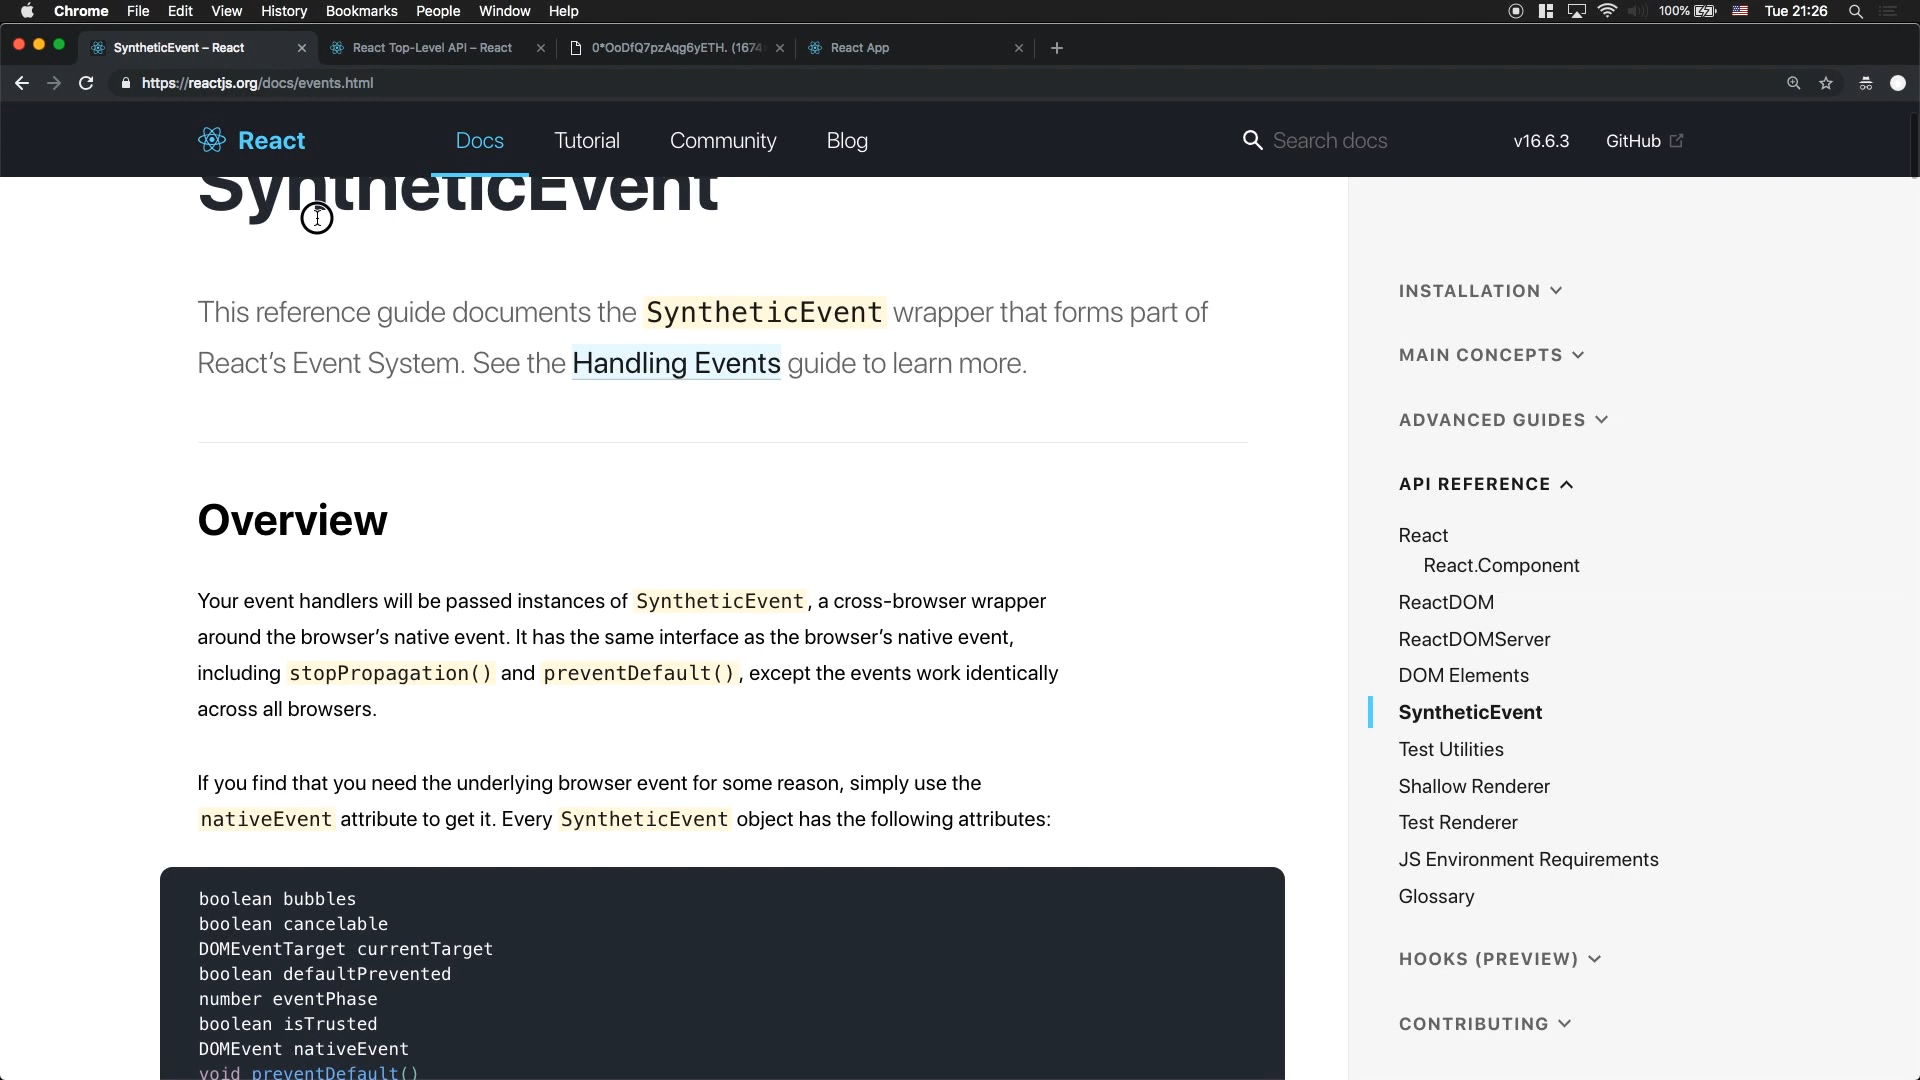 Chrome File Edit View History Bookmarks People Window Help 100% Tue 21:26
SyntheticEvent – React React Top-Level API – React 0*OoDfQ7pzAqg6yETH. (1674 React App
https://reactjs.org/docs/events.html
React Docs Tutorial Community Blog Search docs v16.6.3 GitHub
SyntheticEvent
This reference guide documents the SyntheticEvent wrapper that forms part of
React’s Event System. See the Handling Events guide to learn more.
Overview
Your event handlers will be passed instances of SyntheticEvent, a cross-browser wrapper
around the browser’s native event. It has the same interface as the browser’s native event,
including stopPropagation() and preventDefault(), except the events work identically
across all browsers.
If you find that you need the underlying browser event for some reason, simply use the
nativeEvent attribute to get it. Every SyntheticEvent object has the following attributes:
boolean bubbles
boolean cancelable
DOMEventTarget currentTarget
boolean defaultPrevented
number eventPhase
boolean isTrusted
DOMEvent nativeEvent
void preventDefault()
INSTALLATION
MAIN CONCEPTS
ADVANCED GUIDES
API REFERENCE
React
React.Component
ReactDOM
ReactDOMServer
DOM Elements
SyntheticEvent
Test Utilities
Shallow Renderer
Test Renderer
JS Environment Requirements
Glossary
HOOKS (PREVIEW)
CONTRIBUTING